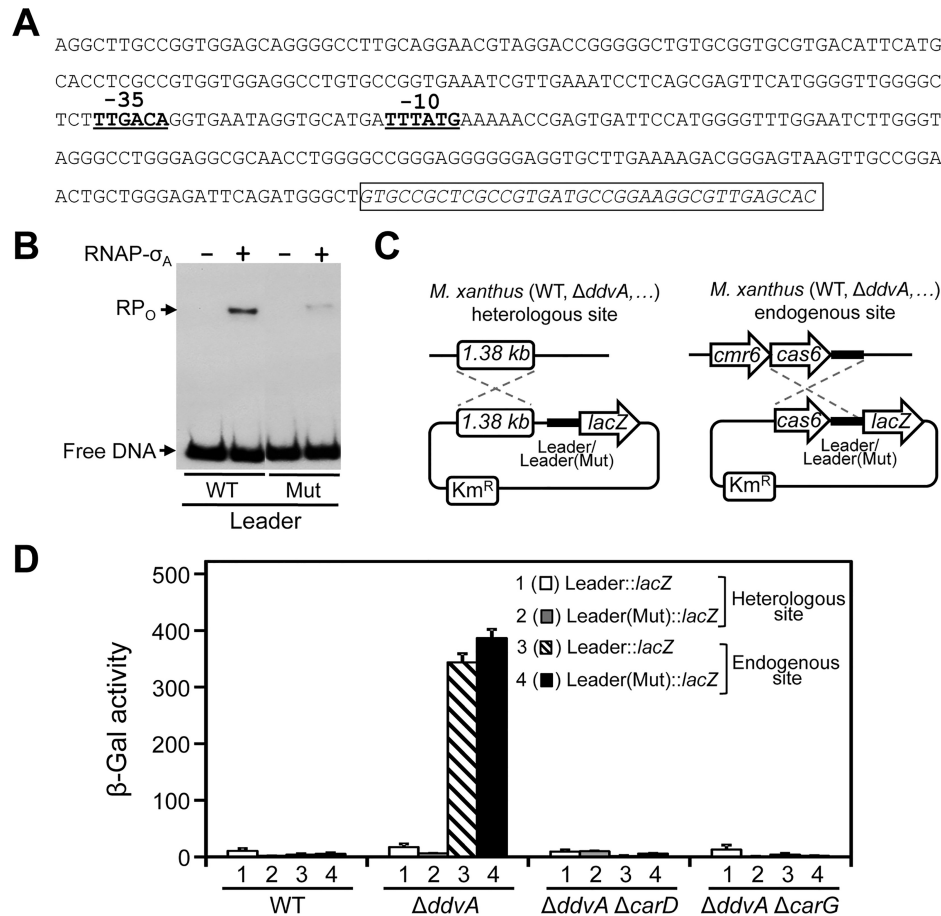 A
AGGCTTGCCGGTGGAGCAGGGGCCTTGCAGGAACGTAGGACCGGGGGCTGTGCGGTGCGTGACATTCATG
CACCTCGCCGTGGTGGAGGCCTGTGCCGGTGAAATCGTTGAAATCCTCAGCGAGTTCATGGGGTTGGGGC
-35 -10
TCTTTGACAGGTGAATAGGTGCATGATTTATGAAAAACCGAGTGATTCCATGGGGTTTGGAATCTTGGGT
AGGGCCTGGGAGGCGCAACCTGGGGCCGGGAGGGGGGAGGTGCTTGAAAAGACGGGAGTAAGTTGCCGGA
ACTGCTGGGAGATTCAGATGGGCTGTGCCGCTCGCCGTGATGCCGGAAGGCGTTGAGCAC
B
RNAP-σA − + − +
RPO
Free DNA
WT Mut
Leader
C
M. xanthus (WT, ΔddvA,...)
heterologous site
1.38 kb
1.38 kb
lacZ
Leader/
Leader(Mut)
KmR
M. xanthus (WT, ΔddvA,...)
endogenous site
cmr6 cas6
cas6 lacZ
Leader/
Leader(Mut)
KmR
D
β-Gal activity
500
400
300
200
100
0
1 ( ) Leader::lacZ
2 ( ) Leader(Mut)::lacZ
Heterologous
site
3 ( ) Leader::lacZ
4 ( ) Leader(Mut)::lacZ
Endogenous
site
1 2 3 4 1 2 3 4 1 2 3 4 1 2 3 4
WT ΔddvA ΔddvA ΔcarD ΔddvA ΔcarG